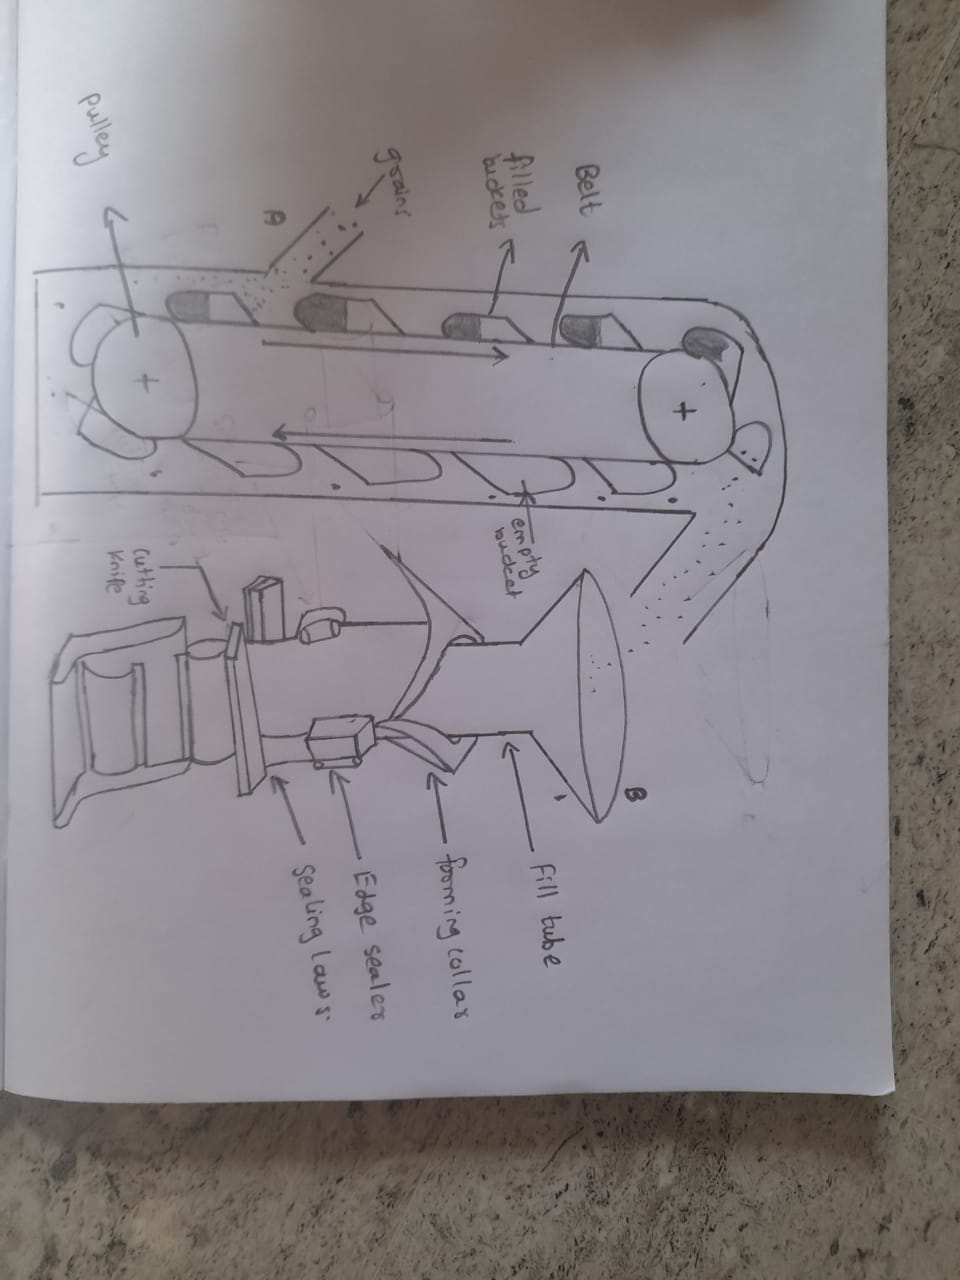 Pulley
grains
A
filled
buckets
Belt
empty
bucket
cutting
knife
B
fill tube
forming collar
Edge sealer
Sealing Laws.